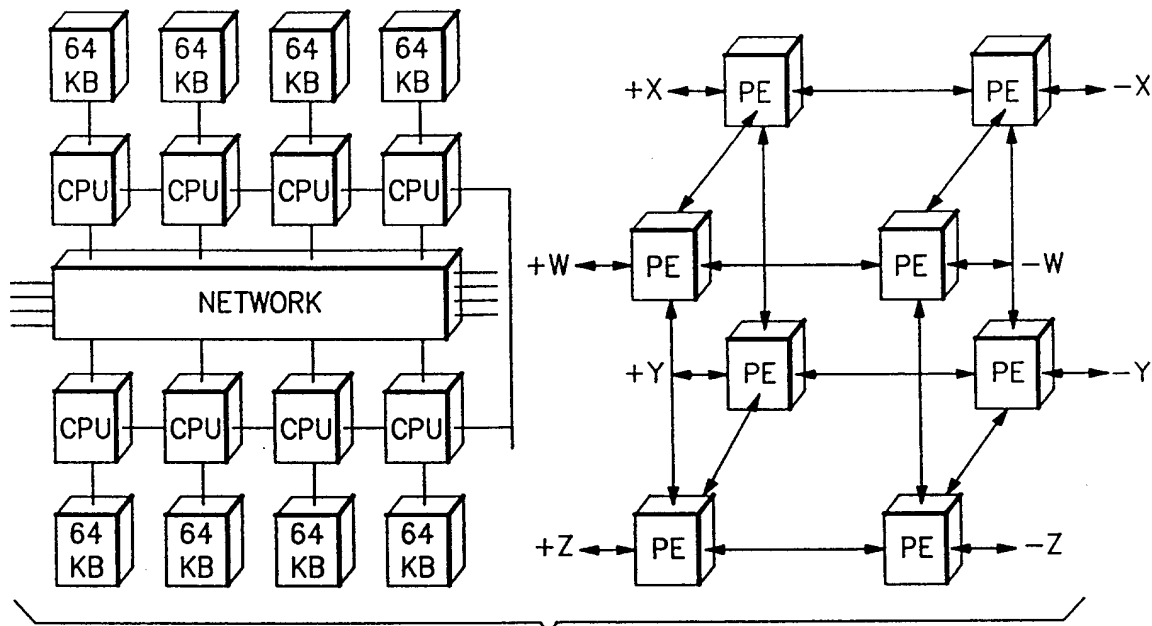 64 KB
64 KB
64 KB
64 KB
CPU
CPU
CPU
CPU
NETWORK
CPU
CPU
CPU
CPU
64 KB
64 KB
64 KB
64 KB
+X PE PE -X
+W PE PE -W
+Y PE PE -Y
+Z PE PE -Z